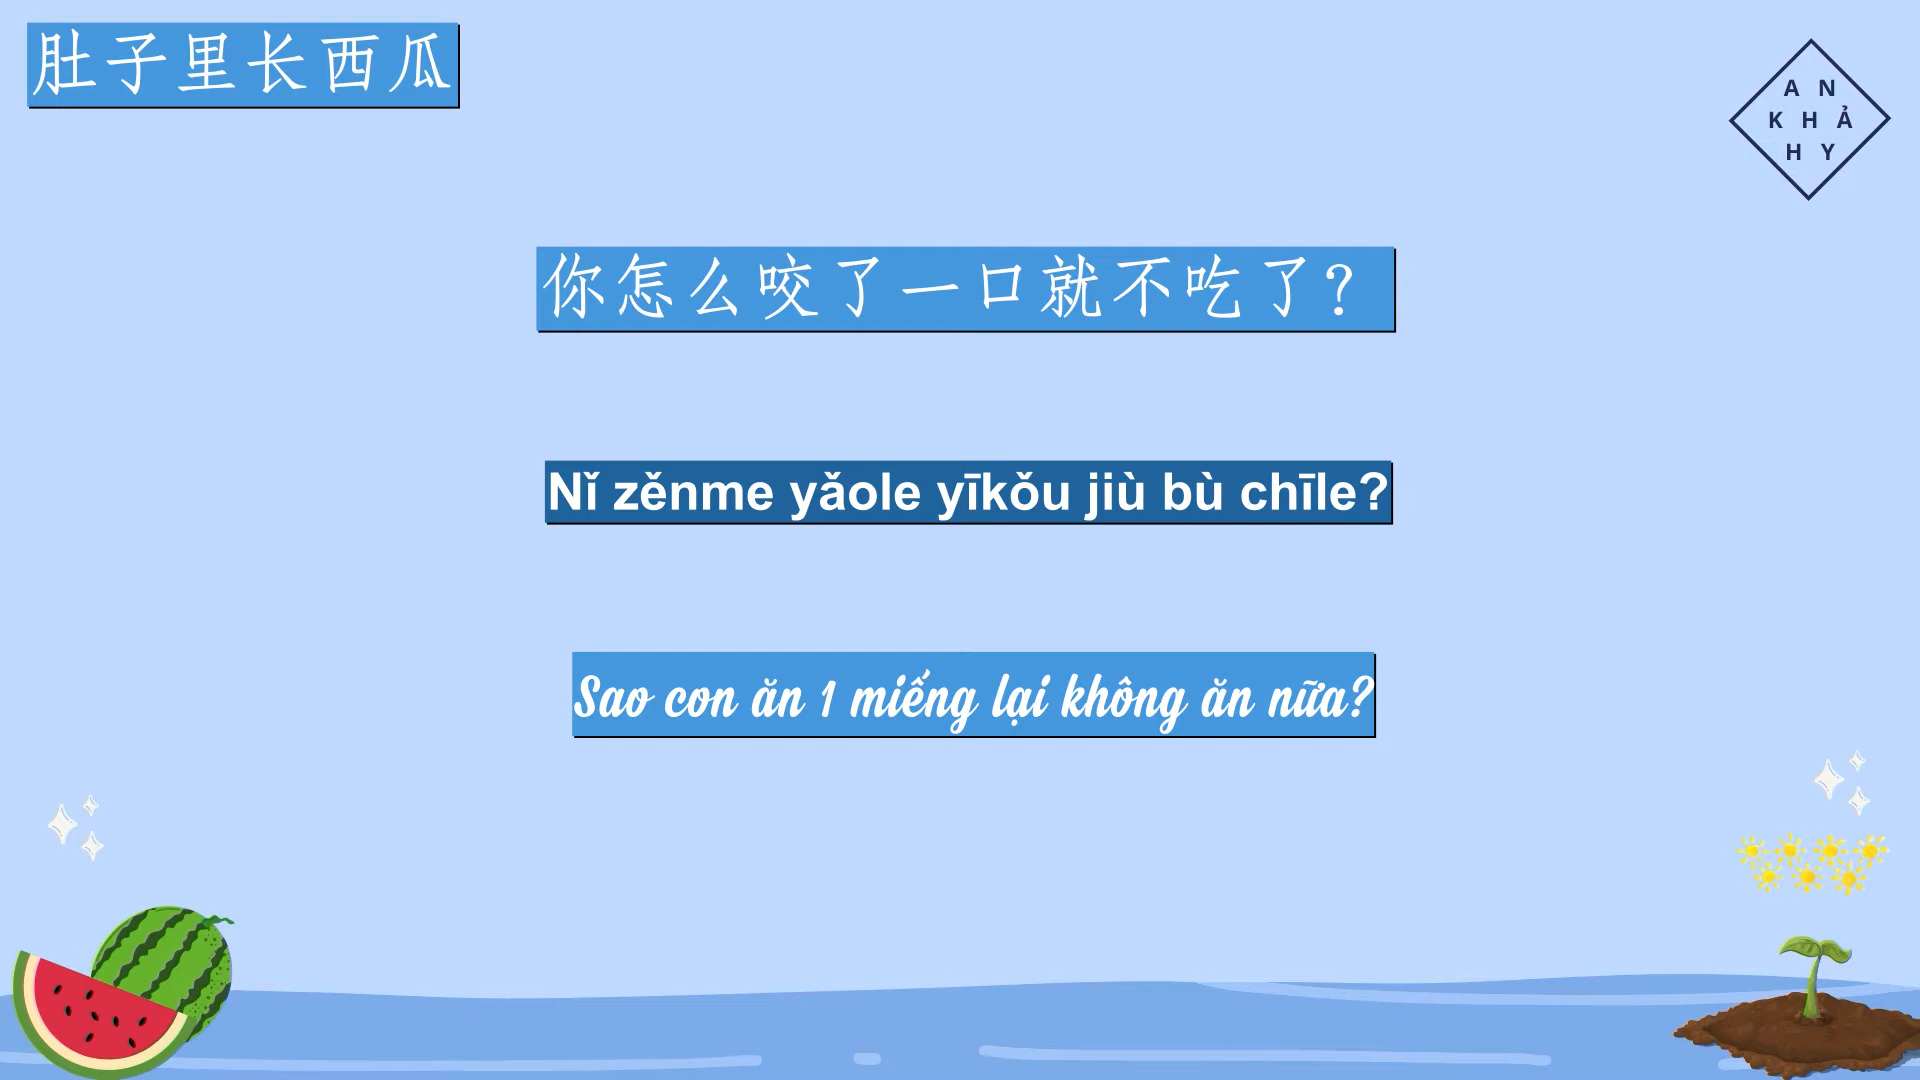 肚子里长西瓜
A N
K H Ả
H Y
你怎么咬了一口就不吃了？
Nǐ zěnme yǎole yīkǒu jiù bù chīle?
Sao con ăn 1 miếng lại không ăn nữa?